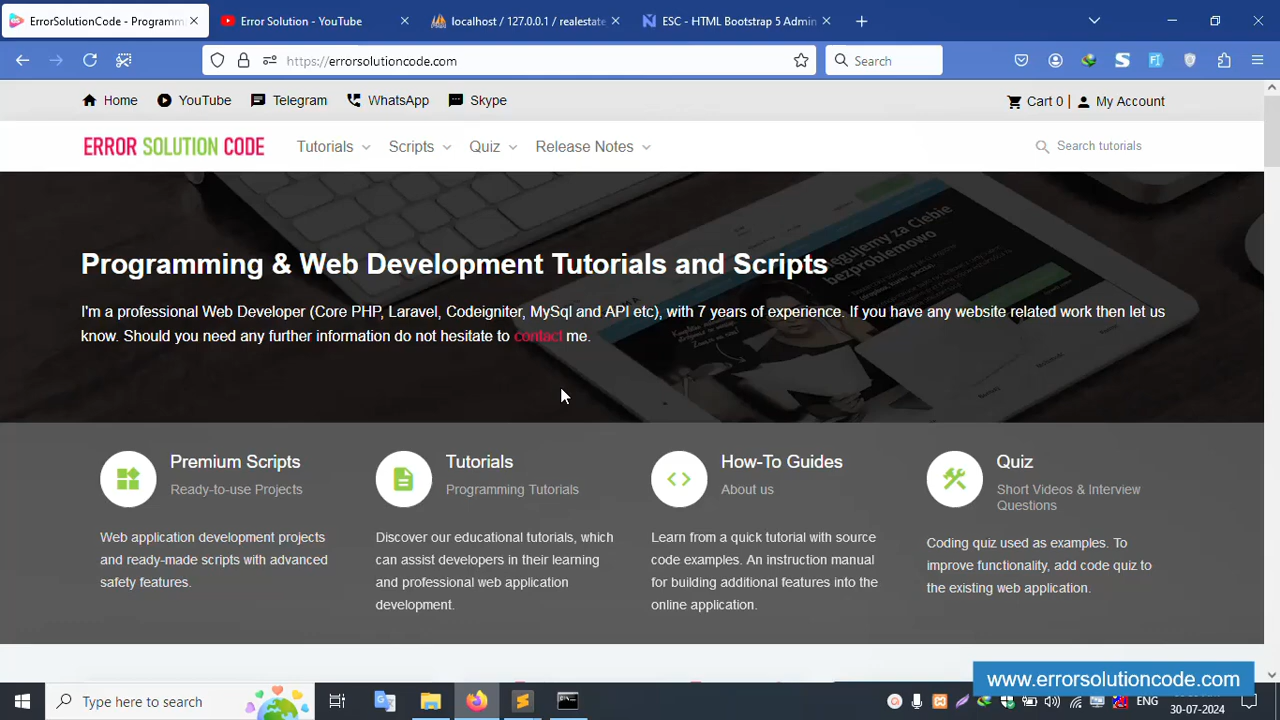 ErrorSolutionCode - Programm
Error Solution - YouTube
localhost / 127.0.0.1 / realestate
ESC - HTML Bootstrap 5 Admin
https://errorsolutioncode.com
Search
Home
YouTube
Telegram
WhatsApp
Skype
Cart 0 |
My Account
ERROR SOLUTION CODE
Tutorials
Scripts
Quiz
Release Notes
Search tutorials
Programming & Web Development Tutorials and Scripts
I'm a professional Web Developer (Core PHP, Laravel, Codeigniter, MySql and API etc), with 7 years of experience. If you have any website related work then let us
know. Should you need any further information do not hesitate to contact me.
Premium Scripts
Ready-to-use Projects
Web application development projects
and ready-made scripts with advanced
safety features.
Tutorials
Programming Tutorials
Discover our educational tutorials, which
can assist developers in their learning
and professional web application
development.
How-To Guides
About us
Learn from a quick tutorial with source
code examples. An instruction manual
for building additional features into the
online application.
Quiz
Short Videos & Interview
Questions
Coding quiz used as examples. To
improve functionality, add code quiz to
the existing web application.
www.errorsolutioncode.com
Type here to search
ENG
30-07-2024